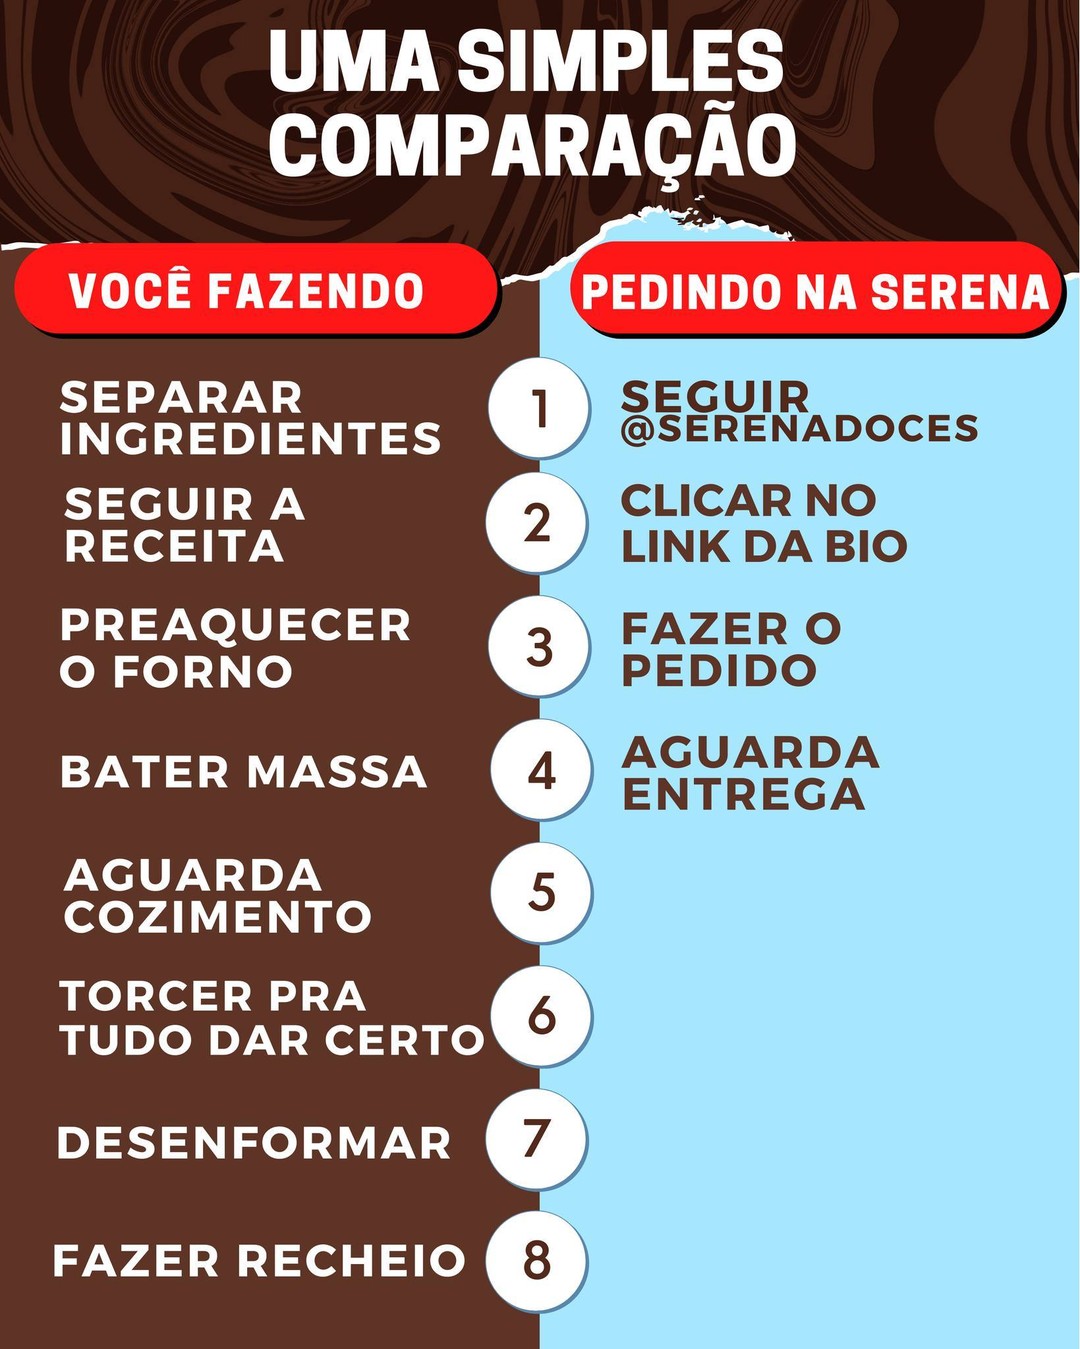 UMA SIMPLES
COMPARAÇÃO
VOCÊ FAZENDO
PEDINDO NA SERENA
SEPARAR
INGREDIENTES
1
SEGUIR
@SERENADOCES
SEGUIR A
RECEITA
2
CLICAR NO
LINK DA BIO
PREAQUECER
O FORNO
3
FAZER O
PEDIDO
BATER MASSA
4
AGUARDA
ENTREGA
AGUARDA
COZIMENTO
5
TORCER PRA
TUDO DAR CERTO
6
DESENFORMAR
7
FAZER RECHEIO
8